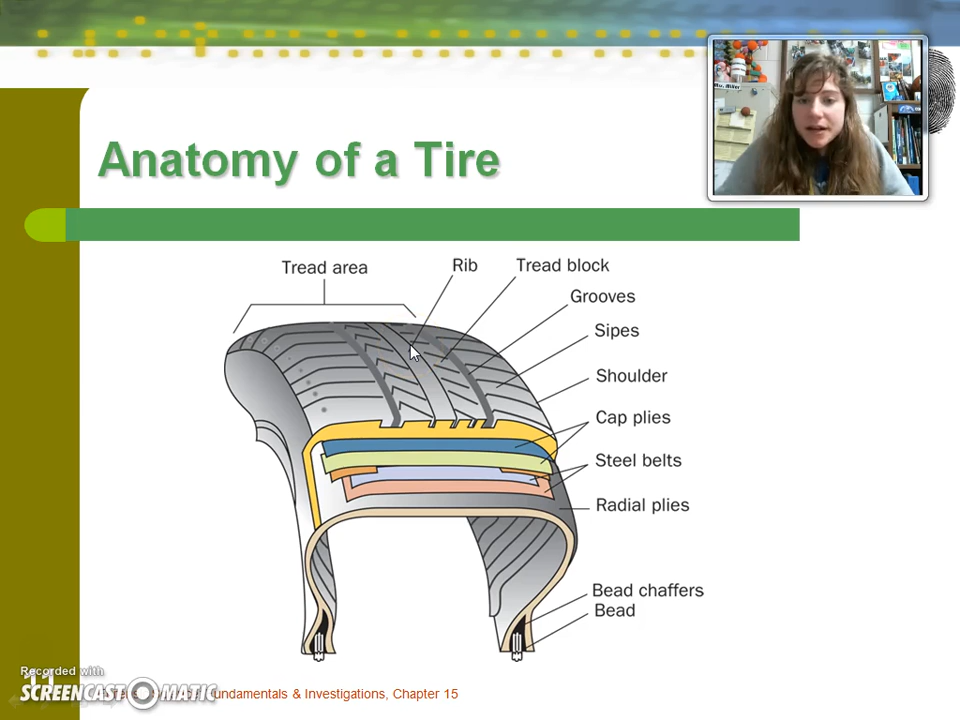 Anatomy of a Tire
Tread area
Rib
Tread block
Grooves
Sipes
Shoulder
Cap plies
Steel belts
Radial plies
Bead chaffers
Bead
Recorded with
SCREENCAST MATIC
11
Fundamentals & Investigations, Chapter 15